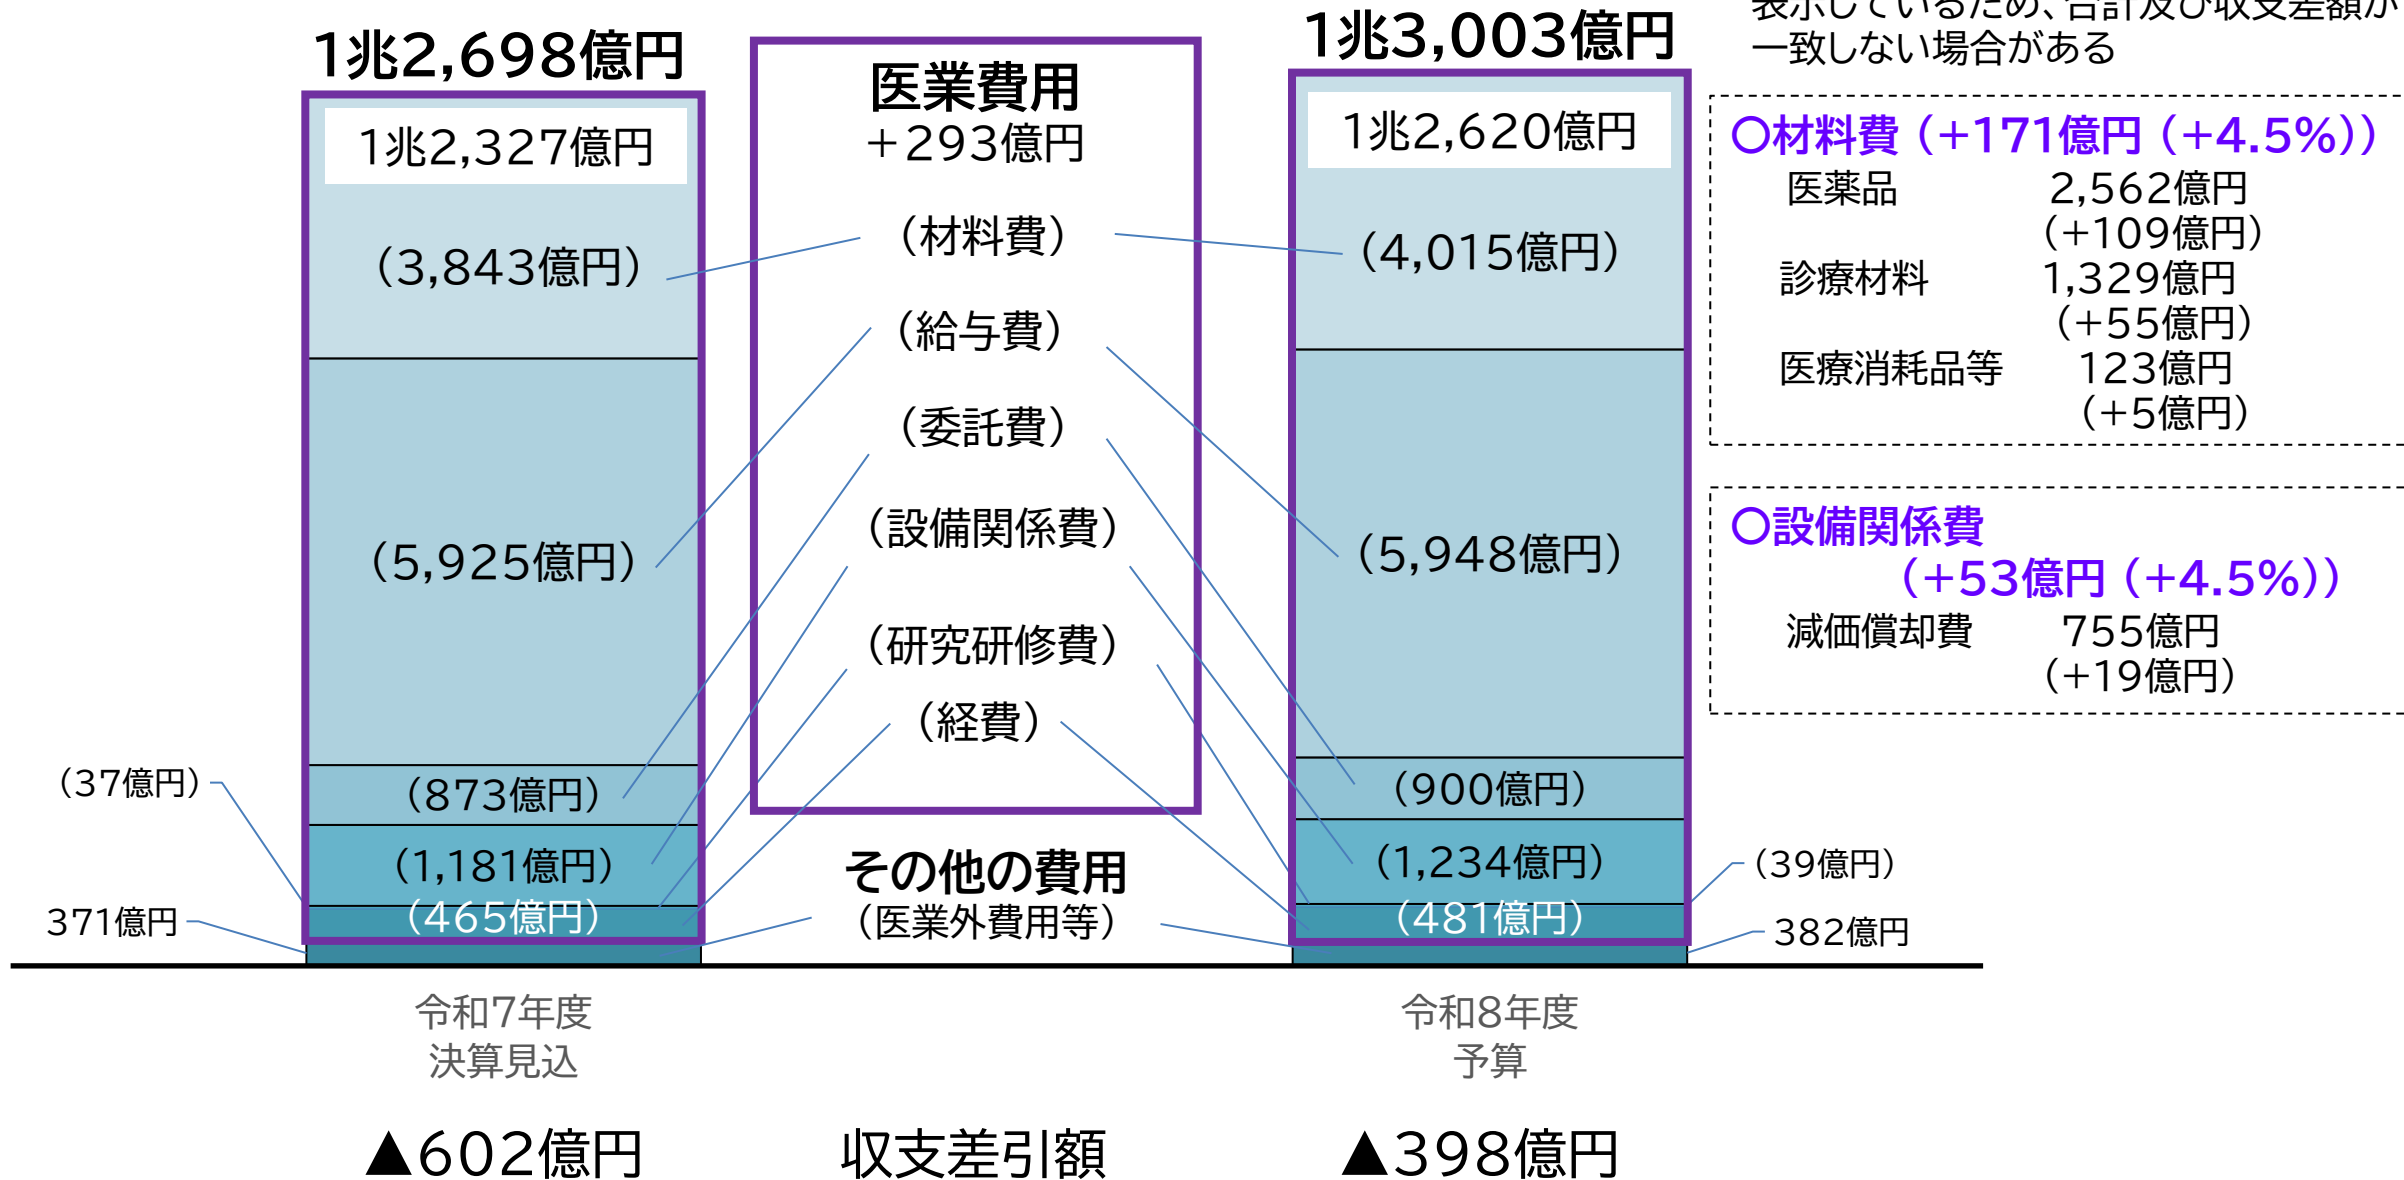 表示しているため、合計及び収支差額が
一致しない場合がある
1兆2,698億円
1兆2,327億円
（3,843億円）
（5,925億円）
（873億円）
（1,181億円）
（465億円）
（37億円）
371億円
医業費用
＋293億円
（材料費）
（給与費）
（委託費）
（設備関係費）
（研究研修費）
（経費）
その他の費用
（医業外費用等）
1兆3,003億円
1兆2,620億円
（4,015億円）
（5,948億円）
（900億円）
（1,234億円）
（481億円）
（39億円）
382億円
〇材料費（+171億円（+4.5%））
医薬品 2,562億円
（+109億円）
診療材料 1,329億円
（+55億円）
医療消耗品等 123億円
（+5億円）
〇設備関係費
（+53億円（+4.5%））
減価償却費 755億円
（+19億円）
令和7年度
決算見込
令和8年度
予算
▲602億円 収支差引額 ▲398億円